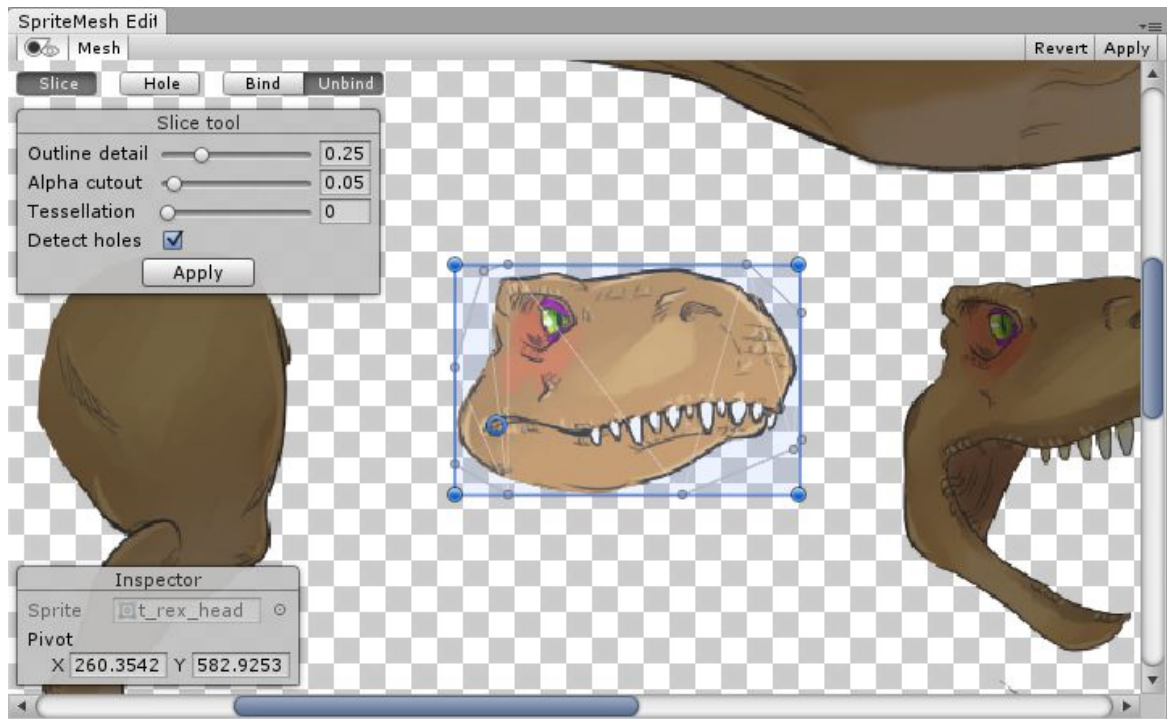 SpriteMesh Edit
Mesh
Revert Apply
Slice Hole Bind Unbind
Slice tool
Outline detail 0.25
Alpha cutout 0.05
Tessellation 0
Detect holes
Apply
Inspector
Sprite t_rex_head
Pivot
X 260.3542 Y 582.9253